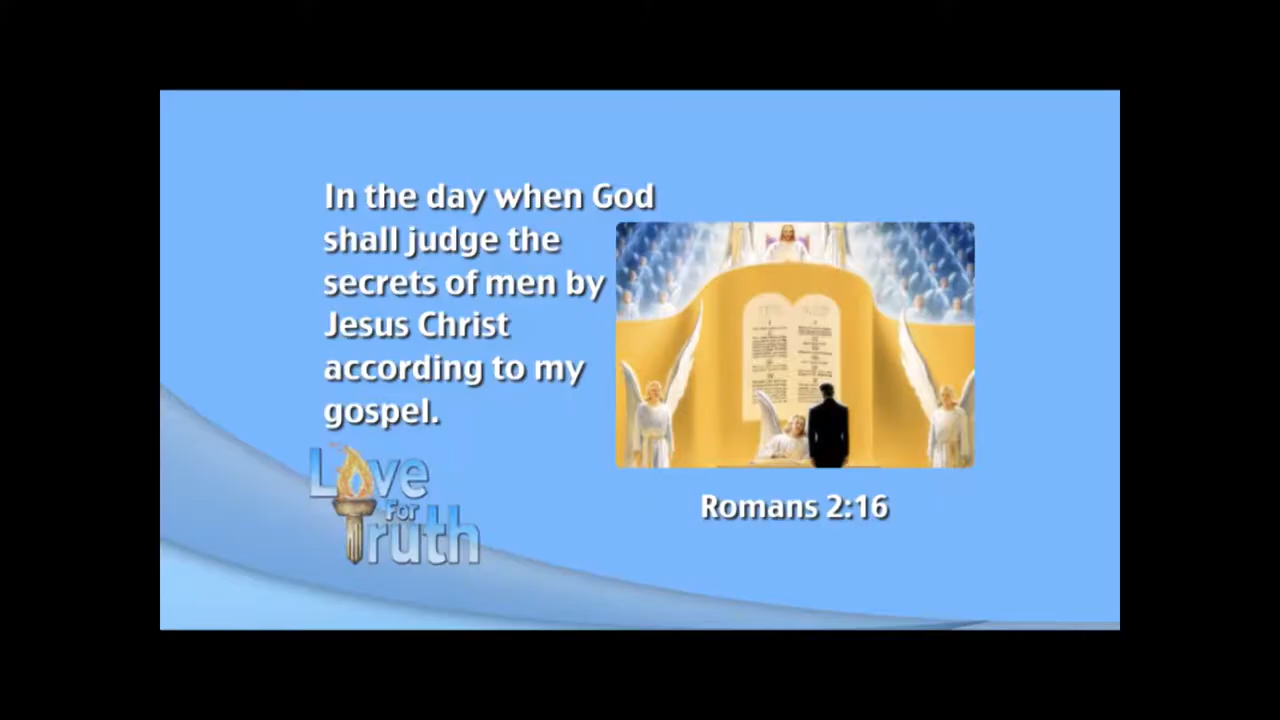 In the day when God
shall judge the
secrets of men by
Jesus Christ
according to my
gospel.
Love
For
Truth
Romans 2:16